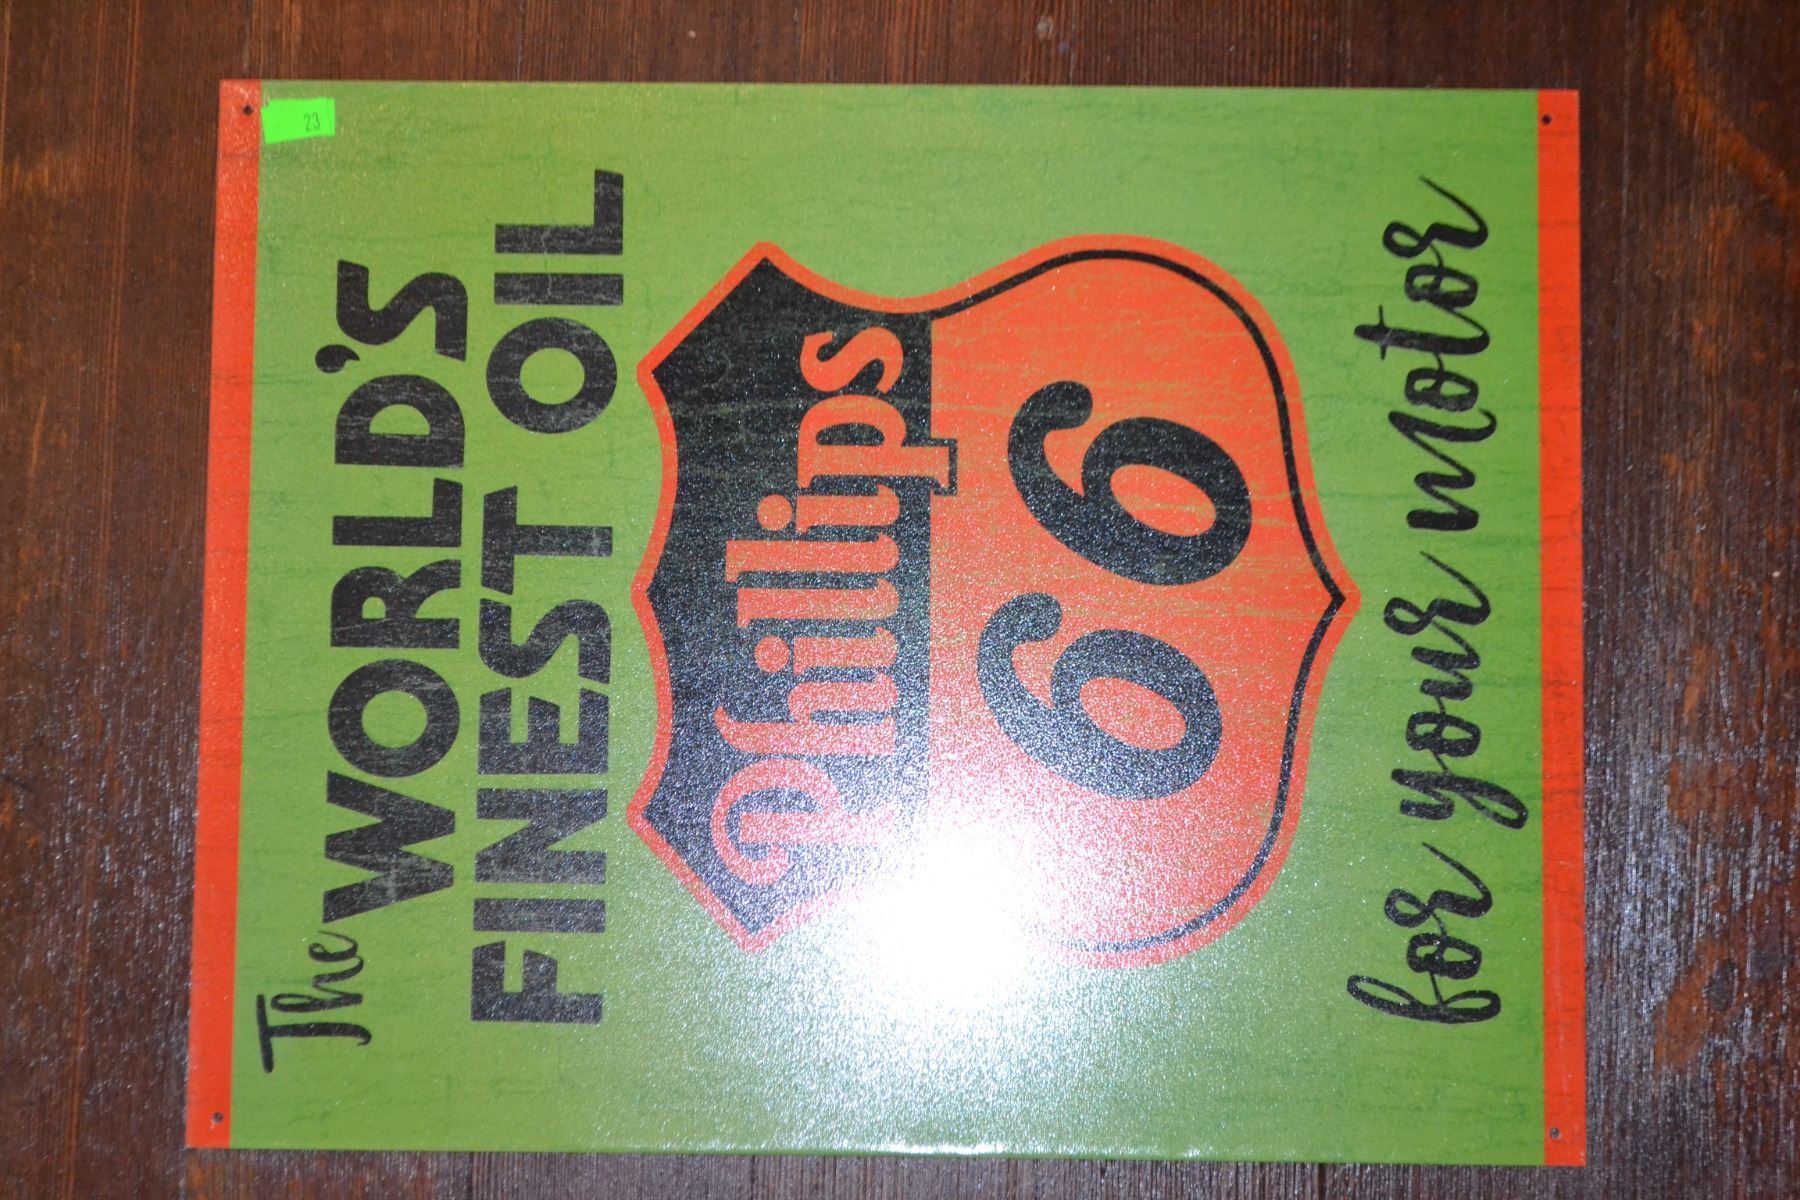 23
The WORLD'S
FINEST OIL
Phillips
66
for your motor